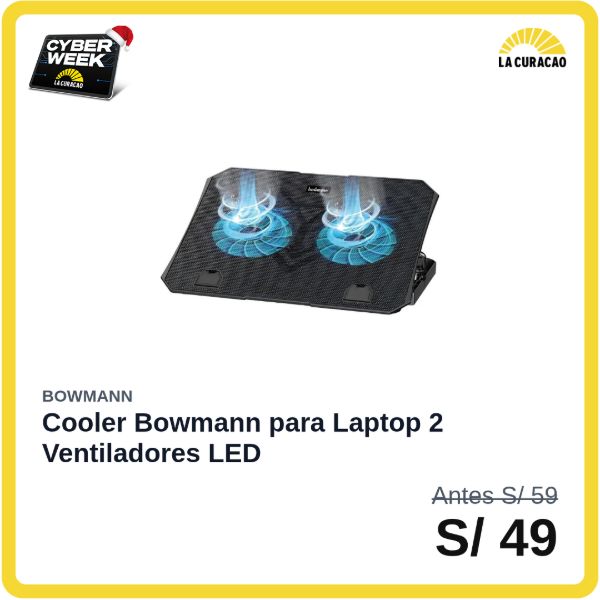 CYBER
WEEK
LA CURACAO
LA CURACAO
BOWMANN
Cooler Bowmann para Laptop 2
Ventiladores LED
Antes S/ 59
S/ 49